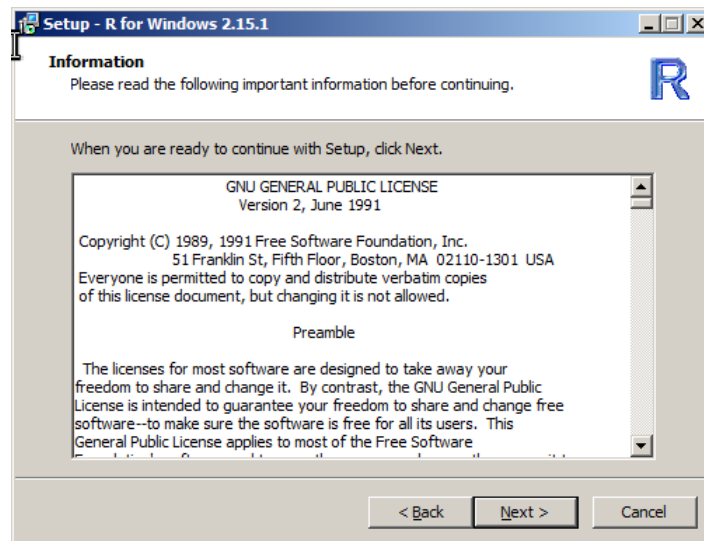 Setup - R for Windows 2.15.1
Information
Please read the following important information before continuing.
R
When you are ready to continue with Setup, click Next.
GNU GENERAL PUBLIC LICENSE
Version 2, June 1991
Copyright (C) 1989, 1991 Free Software Foundation, Inc.
51 Franklin St, Fifth Floor, Boston, MA 02110-1301 USA
Everyone is permitted to copy and distribute verbatim copies
of this license document, but changing it is not allowed.
Preamble
The licenses for most software are designed to take away your
freedom to share and change it. By contrast, the GNU General Public
License is intended to guarantee your freedom to share and change free
software--to make sure the software is free for all its users. This
General Public License applies to most of the Free Software
< Back
Next >
Cancel